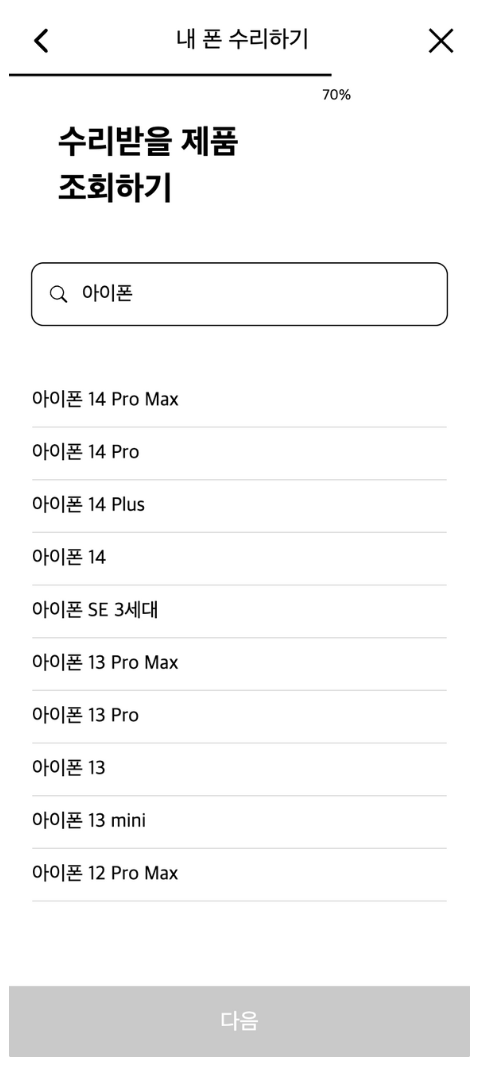 내 폰 수리하기
70%
수리받을 제품
조회하기
아이폰
아이폰 14 Pro Max
아이폰 14 Pro
아이폰 14 Plus
아이폰 14
아이폰 SE 3세대
아이폰 13 Pro Max
아이폰 13 Pro
아이폰 13
아이폰 13 mini
아이폰 12 Pro Max
다음